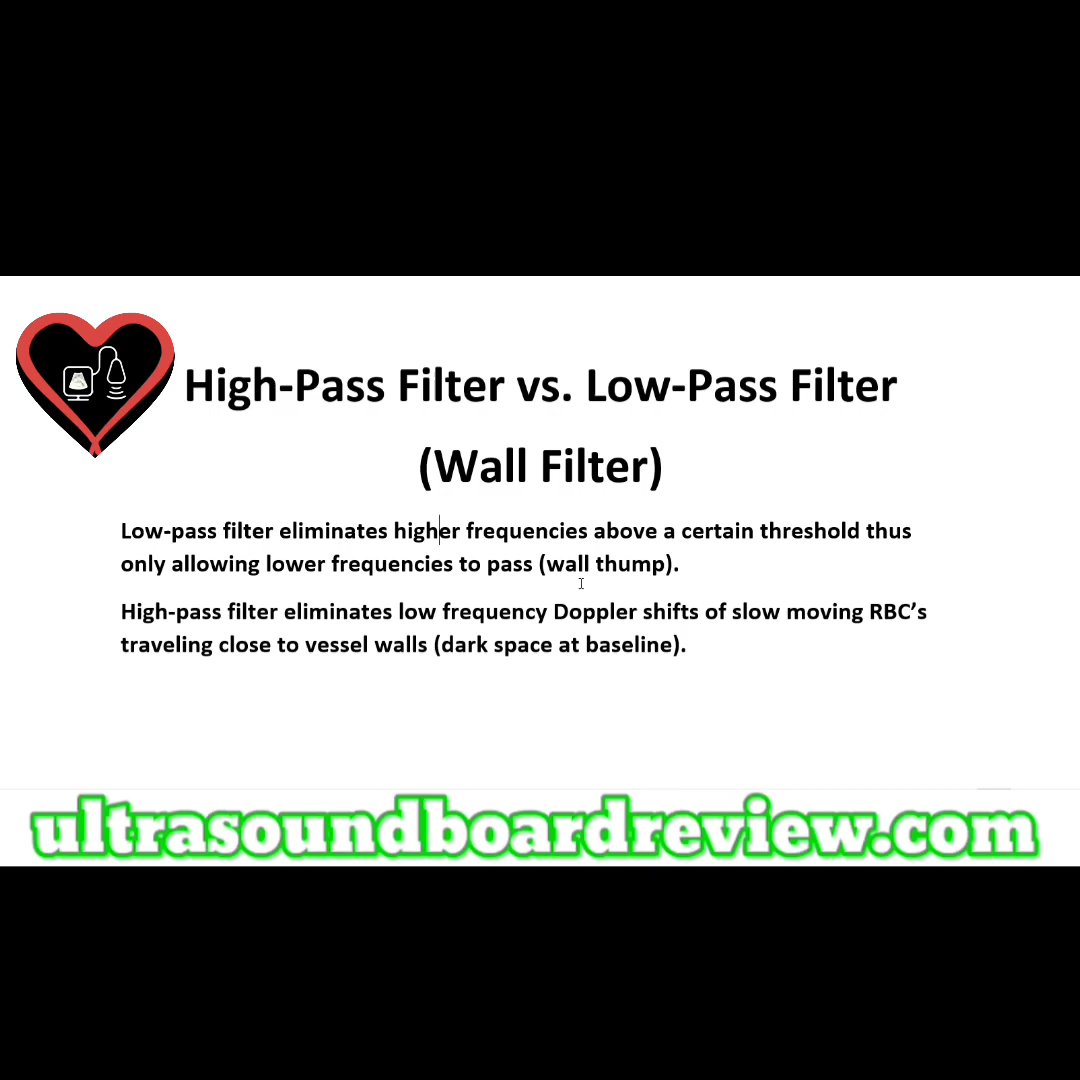 High-Pass Filter vs. Low-Pass Filter
(Wall Filter)
Low-pass filter eliminates higher frequencies above a certain threshold thus
only allowing lower frequencies to pass (wall thump).
High-pass filter eliminates low frequency Doppler shifts of slow moving RBC’s
traveling close to vessel walls (dark space at baseline).
ultrasoundboardreview.com